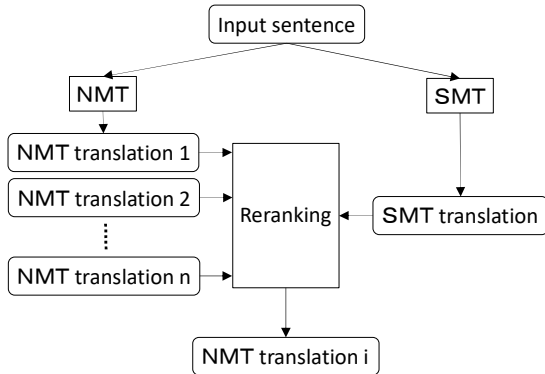 Input sentence
NMT
SMT
NMT translation 1
NMT translation 2
NMT translation n
Reranking
SMT translation
NMT translation i